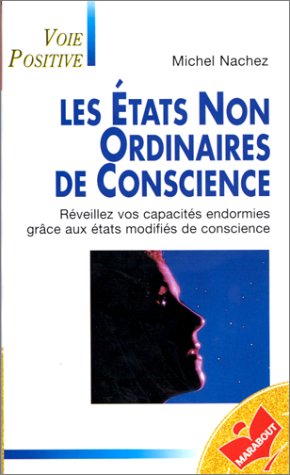 VOIE
POSITIVE
Michel Nachez
LES ÉTATS NON
ORDINAIRES
DE CONSCIENCE
Réveillez vos capacités endormies
grâce aux états modifiés de conscience
MARABOUT